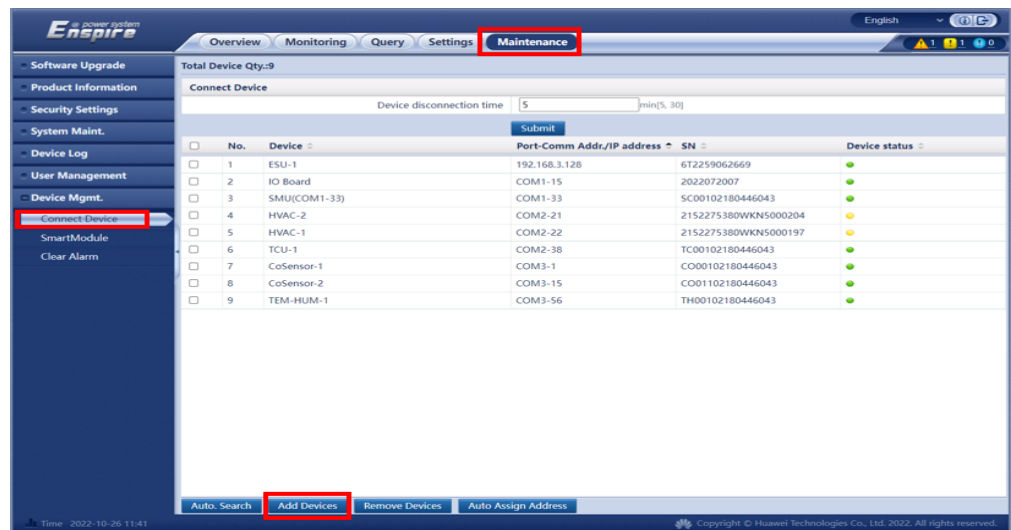 English
Enspire e power system
Overview Monitoring Query Settings Maintenance
1 1 0
Software Upgrade
Product Information
Security Settings
System Maint.
Device Log
User Management
Device Mgmt.
Connect Device
SmartModule
Clear Alarm
Total Device Qty.:9
Connect Device
Device disconnection time 5 min[5, 30]
Submit
No. Device Port-Comm Addr./IP address SN Device status
1 ESU-1 192.168.3.128 6T2259062669
2 IO Board COM1-15 2022072007
3 SMU(COM1-33) COM1-33 SC00102180446043
4 HVAC-2 COM2-21 2152275380WKN5000204
5 HVAC-1 COM2-22 2152275380WKN5000197
6 TCU-1 COM2-38 TC00102180446043
7 CoSensor-1 COM3-1 CO00102180446043
8 CoSensor-2 COM3-15 CO01102180446043
9 TEM-HUM-1 COM3-56 TH00102180446043
Auto. Search Add Devices Remove Devices Auto Assign Address
Time 2022-10-26 11:41
Copyright © Huawei Technologies Co., Ltd. 2022. All rights reserved.